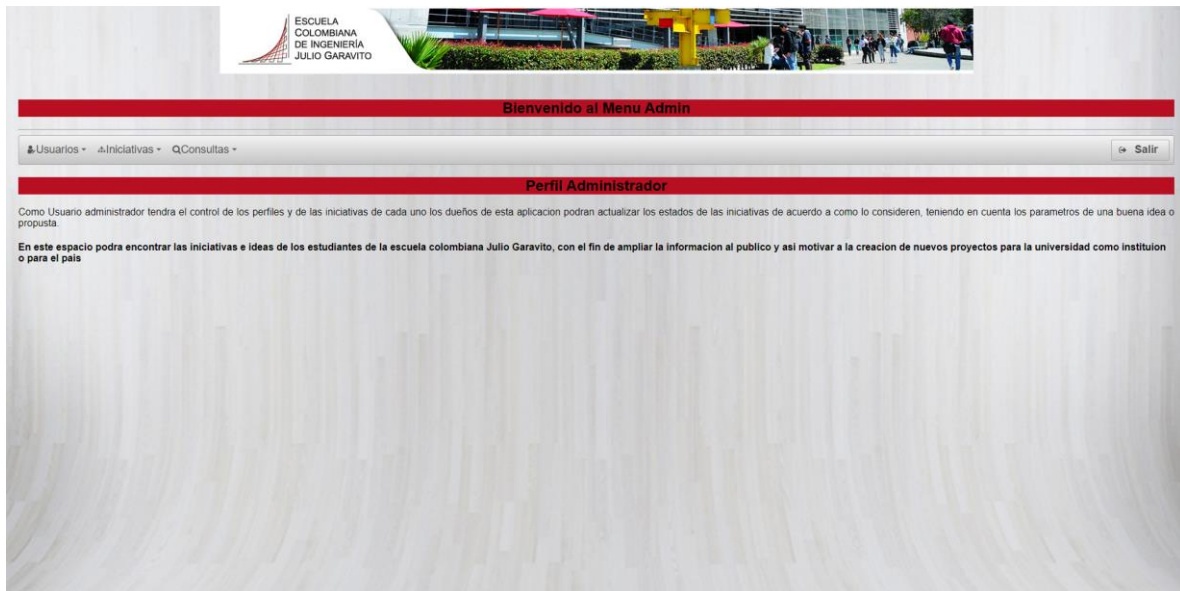 ESCUELA
COLOMBIANA
DE INGENIERÍA
JULIO GARAVITO
Bienvenido al Menu Admin
Usuarios
Iniciativas
Consultas
Salir
Perfil Administrador
Como Usuario administrador tendra el control de los perfiles y de las iniciativas de cada uno los dueños de esta aplicacion podran actualizar los estados de las iniciativas de acuerdo a como lo consideren, teniendo en cuenta los parametros de una buena idea o
propusta.
En este espacio podra encontrar las iniciativas e ideas de los estudiantes de la escuela colombiana Julio Garavito, con el fin de ampliar la informacion al publico y asi motivar a la creacion de nuevos proyectos para la universidad como instituion
o para el pais